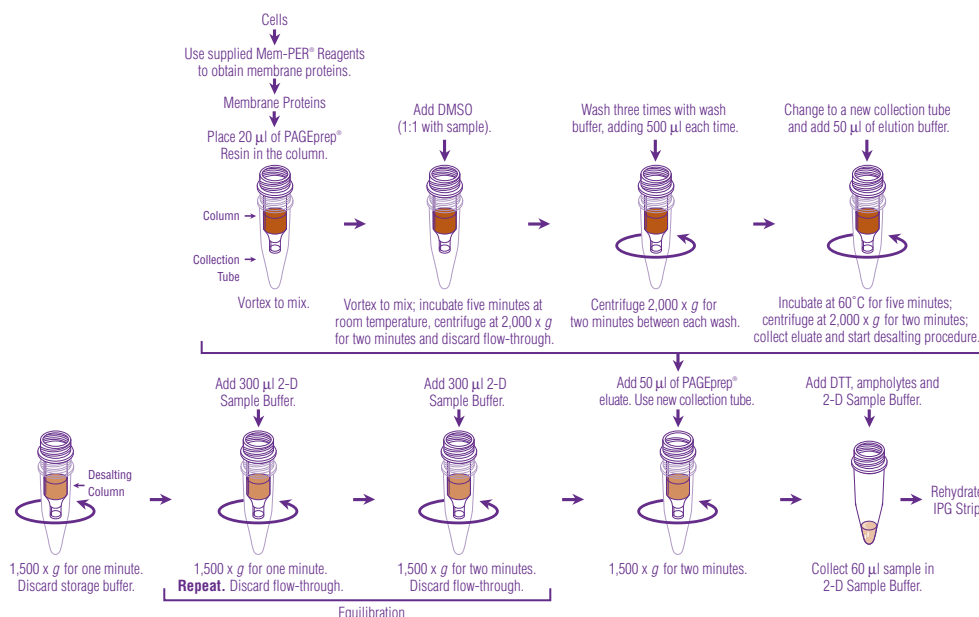 Cells
Use supplied Mem-PER® Reagents
to obtain membrane proteins.
Membrane Proteins
Place 20 µl of PAGEprep®
Resin in the column.
Column
Collection
Tube
Vortex to mix.
Add DMSO
(1:1 with sample).
Vortex to mix; incubate five minutes at
room temperature, centrifuge at 2,000 x g
for two minutes and discard flow-through.
Wash three times with wash
buffer, adding 500 µl each time.
Centrifuge 2,000 x g for
two minutes between each wash.
Change to a new collection tube
and add 50 µl of elution buffer.
Incubate at 60˚C for five minutes;
centrifuge at 2,000 x g for two minutes;
collect eluate and start desalting procedure.
Desalting
Column
1,500 x g for one minute.
Discard storage buffer.
Add 300 µl 2-D
Sample Buffer.
1,500 x g for one minute.
Repeat. Discard flow-through.
Add 300 µl 2-D
Sample Buffer.
1,500 x g for two minutes.
Discard flow-through.
Equilibration
Add 50 µl of PAGEprep®
eluate. Use new collection tube.
1,500 x g for two minutes.
Add DTT, ampholytes and
2-D Sample Buffer.
Collect 60 µl sample in
2-D Sample Buffer.
Rehydrate
IPG Strip